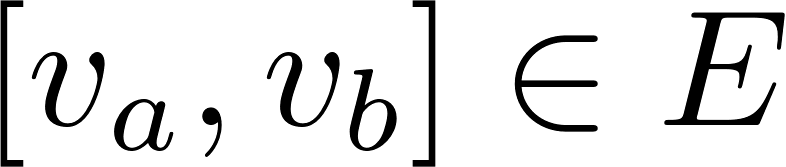 [v_a, v_b] ∈ E